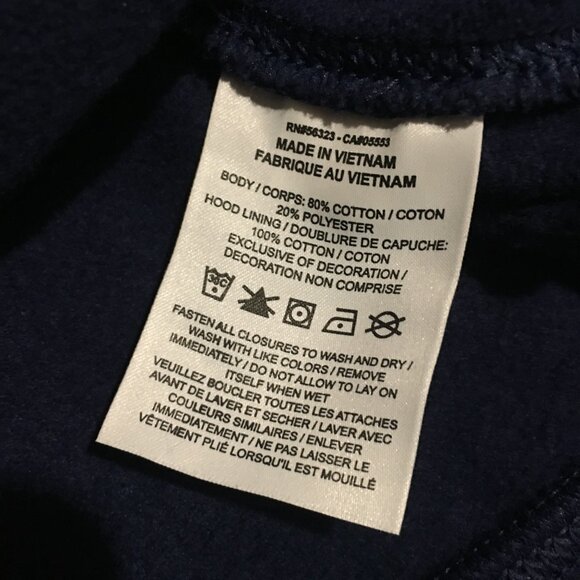 RN#56323 - CA#05553
MADE IN VIETNAM
FABRIQUE AU VIETNAM
BODY / CORPS: 80% COTTON / COTON
20% POLYESTER
HOOD LINING / DOUBLURE DE CAPUCHE:
100% COTTON / COTON
EXCLUSIVE OF DECORATION /
DECORATION NON COMPRISE
30C
FASTEN ALL CLOSURES TO WASH AND DRY /
WASH WITH LIKE COLORS / REMOVE
IMMEDIATELY / DO NOT ALLOW TO LAY ON
ITSELF WHEN WET
VEUILLEZ BOUCLER TOUTES LES ATTACHES
AVANT DE LAVER ET SECHER / LAVER AVEC
COULEURS SIMILAIRES / ENLEVER
IMMEDIATEMENT / NE PAS LAISSER LE
VÊTEMENT PLIÉ LORSQU'IL EST MOUILLÉ